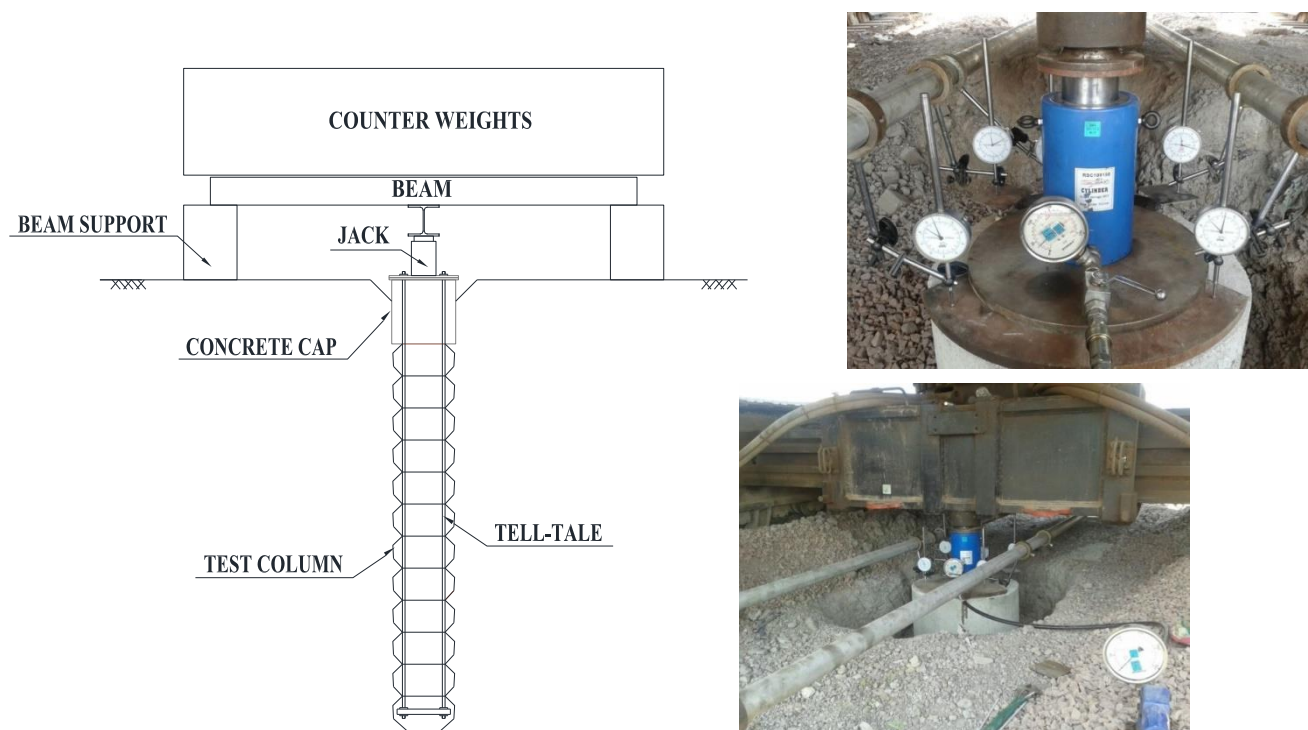 COUNTER WEIGHTS
BEAM
BEAM SUPPORT
JACK
CONCRETE CAP
TELL-TALE
TEST COLUMN
CYLINDER